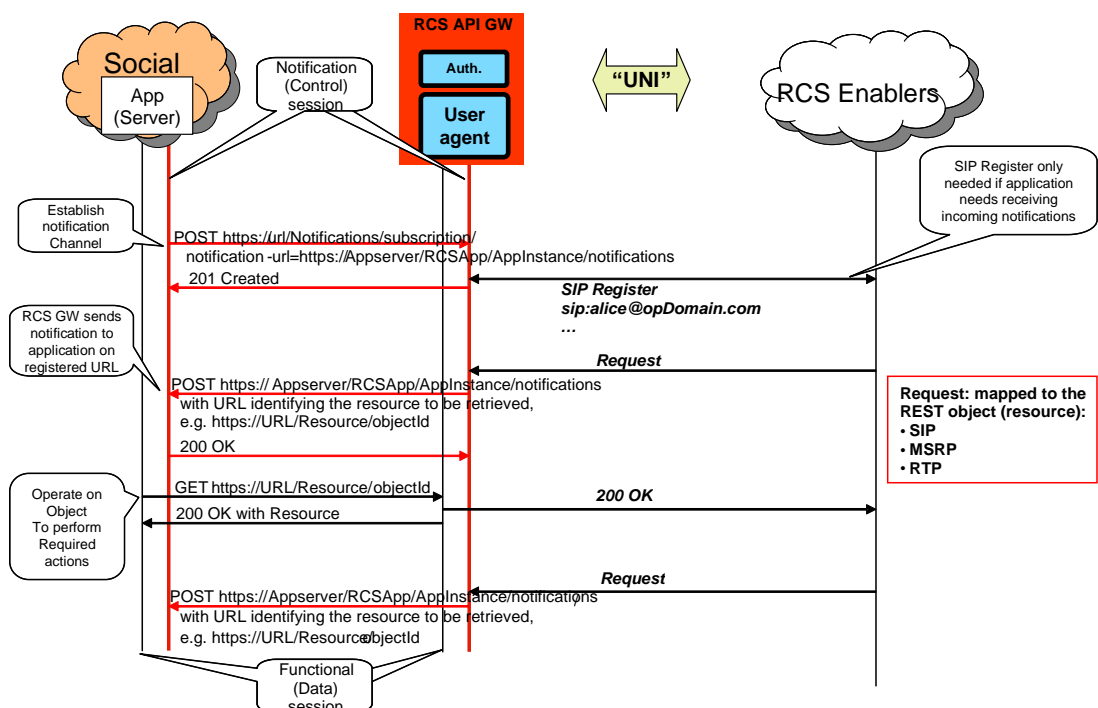 RCS API GW
Social
App
(Server)
Notification
(Control)
session
Auth.
User
agent
“UNI”
RCS Enablers
SIP Register only
needed if application
needs receiving
incoming notifications
Establish
notification
Channel
POST https://url/Notifications/subscription/
notification -url=https://Appserver/RCSApp/AppInstance/notifications
201 Created
SIP Register
sip:alice@opDomain.com
...
RCS GW sends
notification to
application on
registered URL
Request
POST https:// Appserver/RCSApp/AppInstance/notifications
with URL identifying the resource to be retrieved,
e.g. https://URL/Resource/objectId
200 OK
Request: mapped to the
REST object (resource):
• SIP
• MSRP
• RTP
Operate on
Object
To perform
Required
actions
GET https://URL/Resource/objectId
200 OK
200 OK with Resource
Request
POST https://Appserver/RCSApp/AppInstance/notifications/
with URL identifying the resource to be retrieved,
e.g. https://URL/Resource/objectId
Functional
(Data)
session